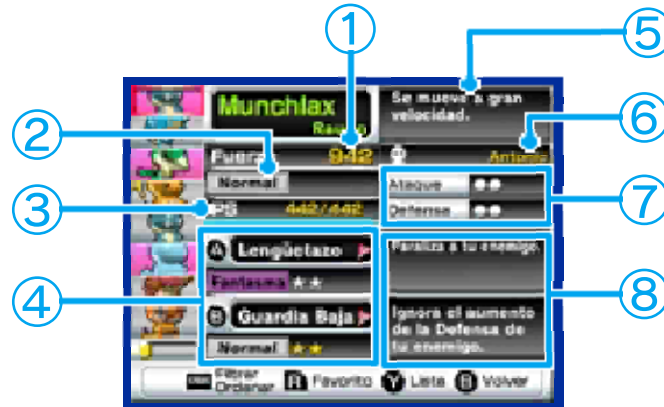 ①
⑤
Munchlax
Se mueve a gran
velocidad.
②
⑥
Fuerza 942
Antonio
Normal
Ataque
⑦
③
PS 442/442
Defensa
④
Ⓐ Lengüetazo
Paraliza a tu enemigo.
⑧
Fantasma ★★
Ⓑ Guardia Baja
Ignora el aumento
de la Defensa de
tu enemigo.
Normal ★★
Filtrar
Ordenar
R Favorito
Y Lista
B Volver